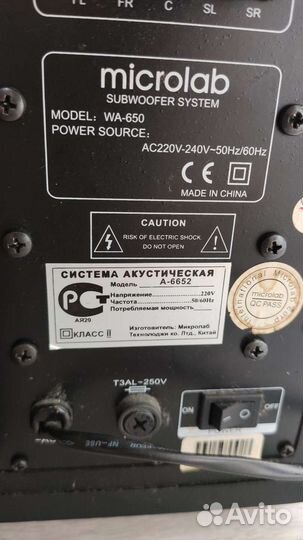 FL FR C SL SR
microlab
SUBWOOFER SYSTEM
MODEL: WA-650
POWER SOURCE:
AC220V-240V~50Hz/60Hz
CE
MADE IN CHINA
CAUTION
RISK OF ELECTRIC SHOCK
DO NOT OPEN
СИСТЕМА АКУСТИЧЕСКАЯ
Модель A-6652
Напряжение 220V
Частота 50/60Hz
Потребляемая мощность
РСТ
АЯ29
КЛАСС II
Изготовитель: Микролаб
Технолоджи ко. Лтд., Китай
International
microlab
QC PASS
T3AL~250V
ON
OFF
Avito